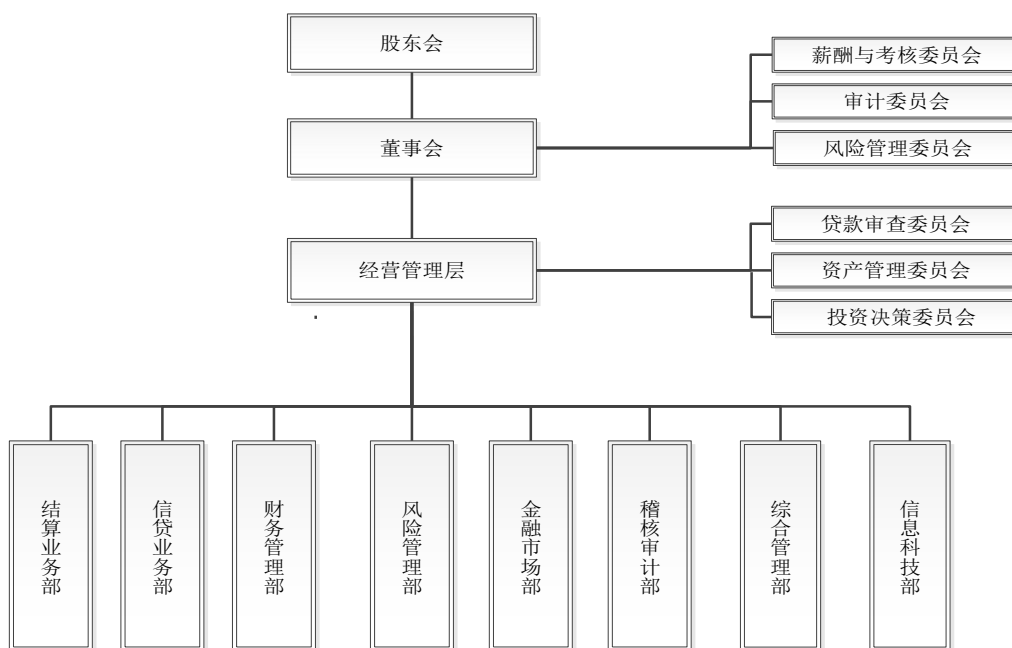 股东会
薪酬与考核委员会
审计委员会
董事会
风险管理委员会
贷款审查委员会
经营管理层
资产管理委员会
投资决策委员会
结算业务部
信贷业务部
财务管理部
风险管理部
金融市场部
稽核审计部
综合管理部
信息科技部